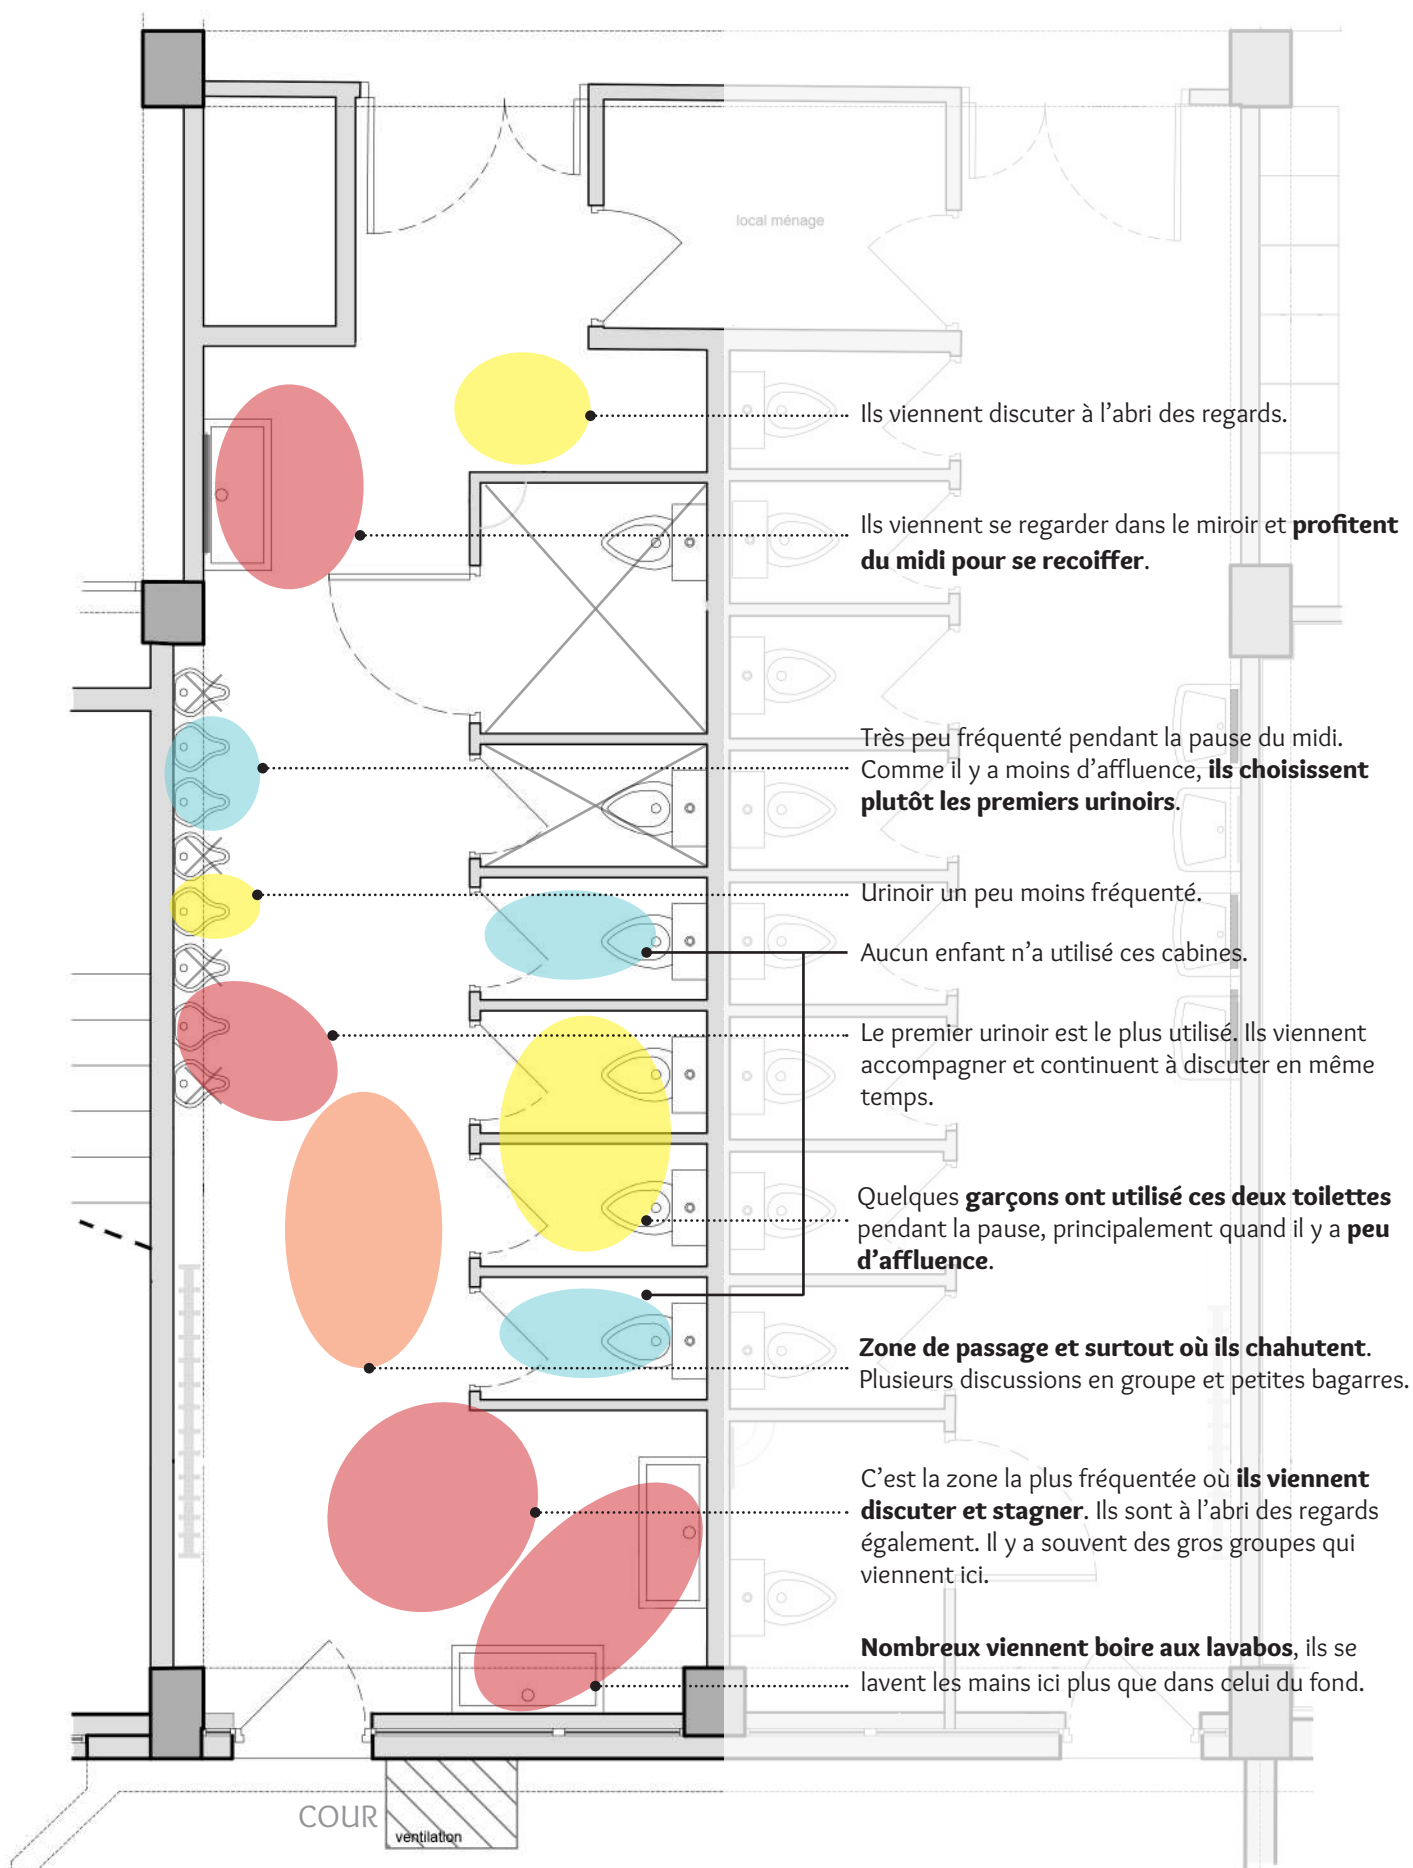 local ménage
Ils viennent discuter à l’abri des regards.
Ils viennent se regarder dans le miroir et profitent
du midi pour se recoiffer.
Très peu fréquenté pendant la pause du midi.
Comme il y a moins d’affluence, ils choisissent
plutôt les premiers urinoirs.
Urinoir un peu moins fréquenté.
Aucun enfant n’a utilisé ces cabines.
Le premier urinoir est le plus utilisé. Ils viennent
accompagner et continuent à discuter en même
temps.
Quelques garçons ont utilisé ces deux toilettes
pendant la pause, principalement quand il y a peu
d’affluence.
Zone de passage et surtout où ils chahutent.
Plusieurs discussions en groupe et petites bagarres.
C’est la zone la plus fréquentée où ils viennent
discuter et stagner. Ils sont à l’abri des regards
également. Il y a souvent des gros groupes qui
viennent ici.
Nombreux viennent boire aux lavabos, ils se
lavent les mains ici plus que dans celui du fond.
COUR
ventilation